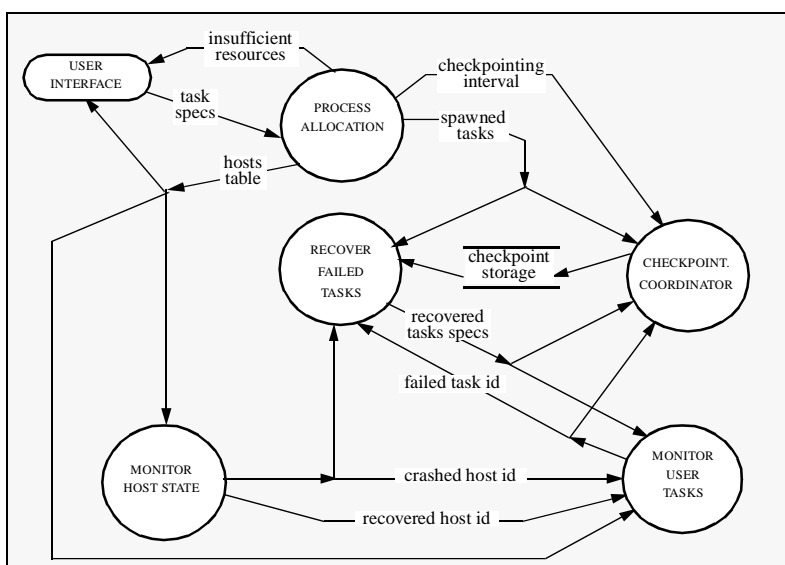 insufficient
resources
USER
INTERFACE
checkpointing
interval
task
specs
PROCESS
ALLOCATION
spawned
tasks
hosts
table
RECOVER
FAILED
TASKS
checkpoint
storage
CHECKPOINT.
COORDINATOR
recovered
tasks specs
failed task id
MONITOR
HOST STATE
crashed host id
MONITOR
USER
TASKS
recovered host id